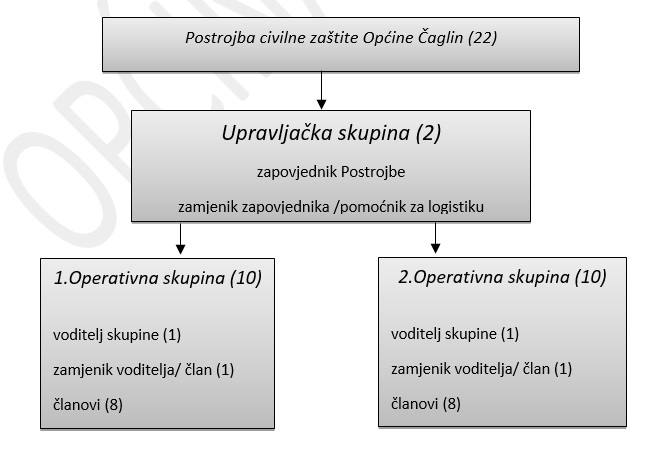 Postrojba civilne zaštite Općine Čaglin (22)
Upravljačka skupina (2)
zapovjednik Postrojbe
zamjenik zapovjednika /pomoćnik za logistiku
1.Operativna skupina (10)
voditelj skupine (1)
zamjenik voditelja/ član (1)
članovi (8)
2.Operativna skupina (10)
voditelj skupine (1)
zamjenik voditelja/ član (1)
članovi (8)